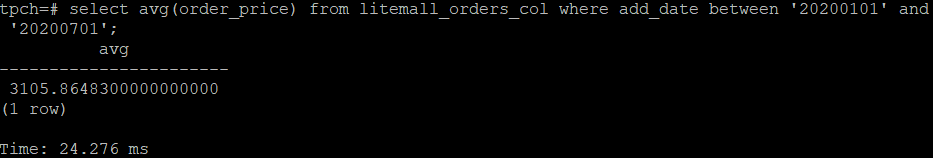 tpch=# select avg(order_price) from litemall_orders_col where add_date between '20200101' and
 '20200701';
          avg
-----------------------
 3105.8648300000000000
(1 row)

Time: 24.276 ms